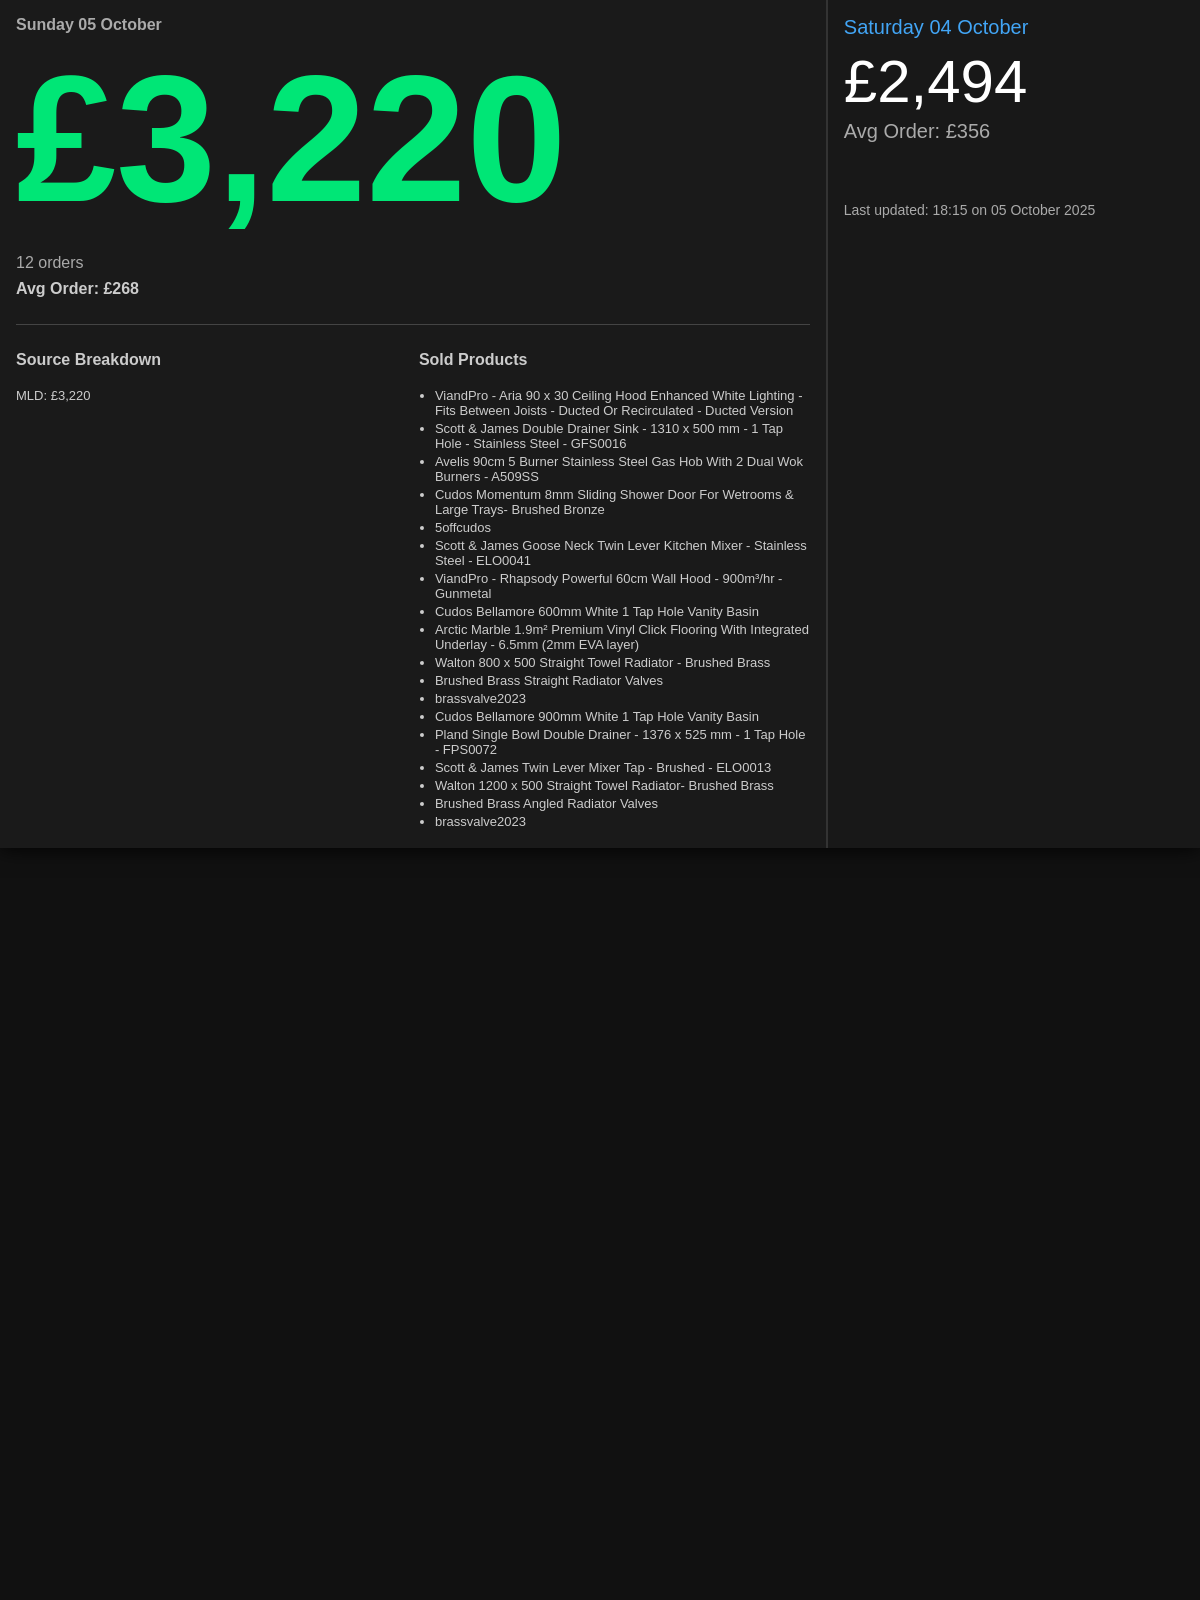 Sunday 05 October
£3,220
12 orders
Avg Order: £268
Source Breakdown
MLD: £3,220
Sold Products
• ViandPro - Aria 90 x 30 Ceiling Hood Enhanced White Lighting -
Fits Between Joists - Ducted Or Recirculated - Ducted Version
• Scott & James Double Drainer Sink - 1310 x 500 mm - 1 Tap
Hole - Stainless Steel - GFS0016
• Avelis 90cm 5 Burner Stainless Steel Gas Hob With 2 Dual Wok
Burners - A509SS
• Cudos Momentum 8mm Sliding Shower Door For Wetrooms &
Large Trays- Brushed Bronze
• 5offcudos
• Scott & James Goose Neck Twin Lever Kitchen Mixer - Stainless
Steel - ELO0041
• ViandPro - Rhapsody Powerful 60cm Wall Hood - 900m³/hr -
Gunmetal
• Cudos Bellamore 600mm White 1 Tap Hole Vanity Basin
• Arctic Marble 1.9m² Premium Vinyl Click Flooring With Integrated
Underlay - 6.5mm (2mm EVA layer)
• Walton 800 x 500 Straight Towel Radiator - Brushed Brass
• Brushed Brass Straight Radiator Valves
• brassvalve2023
• Cudos Bellamore 900mm White 1 Tap Hole Vanity Basin
• Pland Single Bowl Double Drainer - 1376 x 525 mm - 1 Tap Hole
- FPS0072
• Scott & James Twin Lever Mixer Tap - Brushed - ELO0013
• Walton 1200 x 500 Straight Towel Radiator- Brushed Brass
• Brushed Brass Angled Radiator Valves
• brassvalve2023
Saturday 04 October
£2,494
Avg Order: £356
Last updated: 18:15 on 05 October 2025